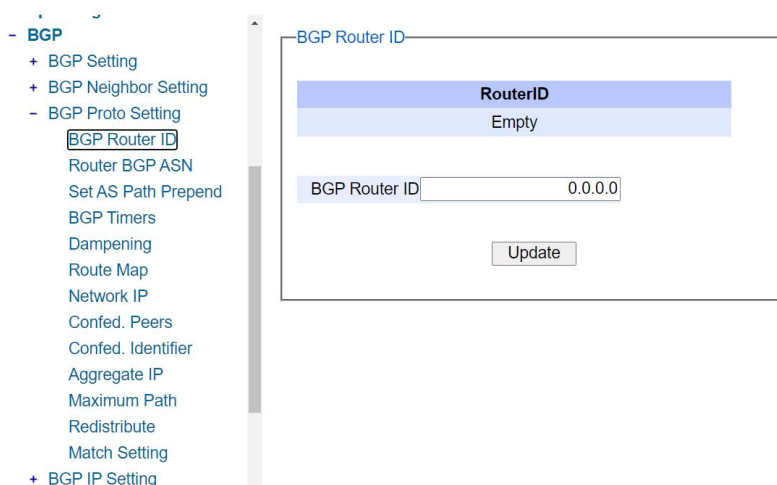 - BGP
+ BGP Setting
+ BGP Neighbor Setting
- BGP Proto Setting
BGP Router ID
Router BGP ASN
Set AS Path Prepend
BGP Timers
Dampening
Route Map
Network IP
Confed. Peers
Confed. Identifier
Aggregate IP
Maximum Path
Redistribute
Match Setting
+ BGP IP Setting
BGP Router ID
RouterID
Empty
BGP Router ID 0.0.0.0
Update